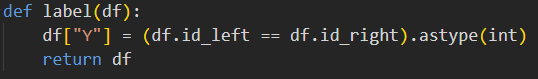 def label(df):
    df["Y"] = (df.id_left == df.id_right).astype(int)
    return df